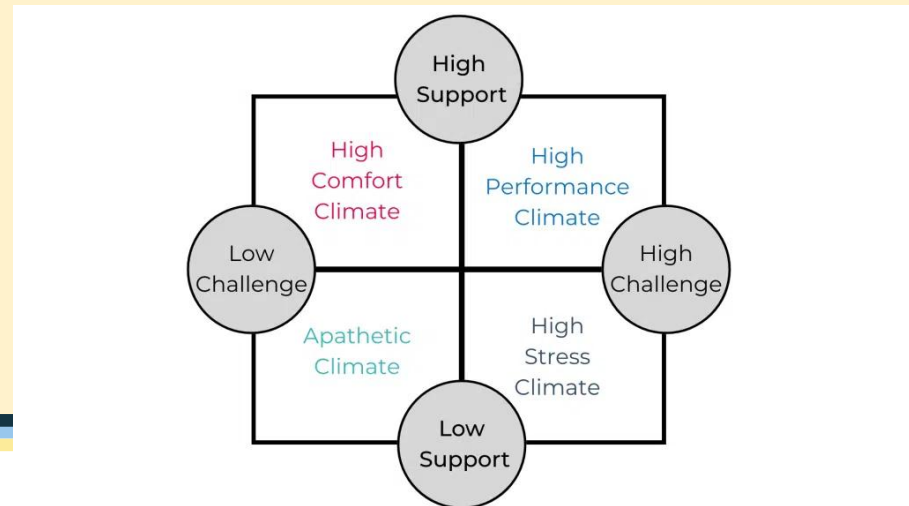 High
Support
High
Comfort
Climate
High
Performance
Climate
Low
Challenge
High
Challenge
Apathetic
Climate
High
Stress
Climate
Low
Support